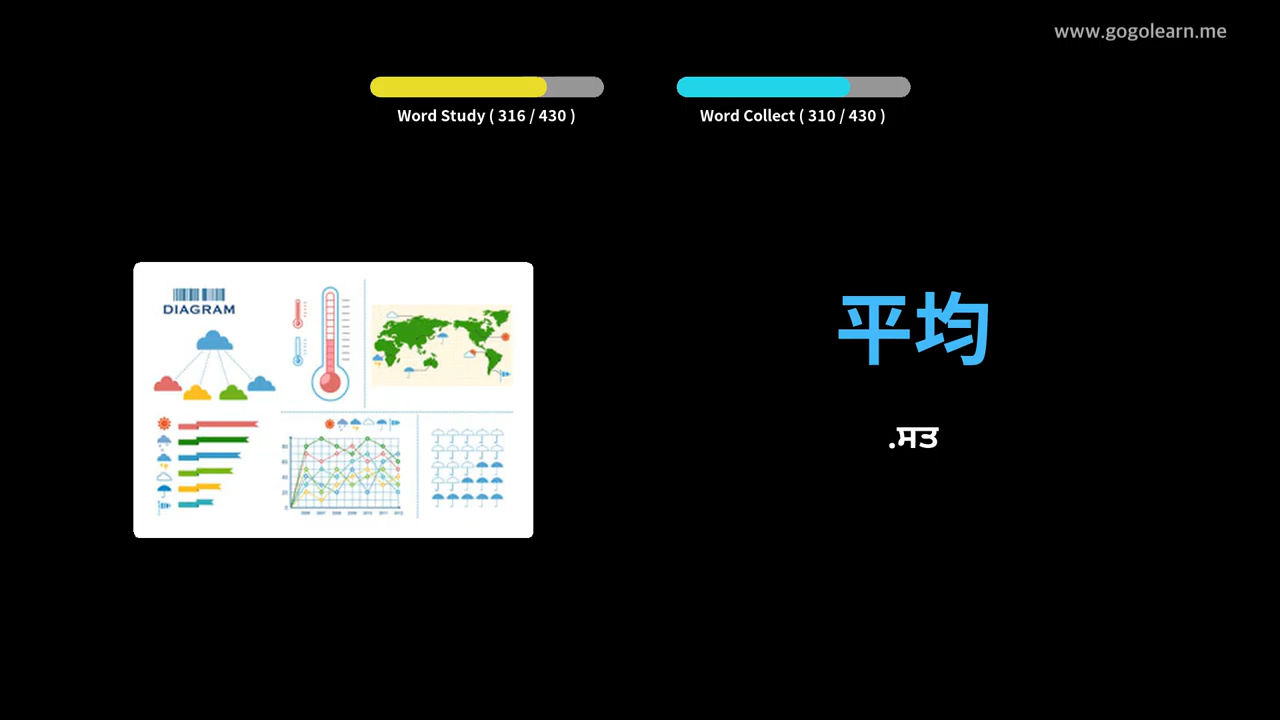 www.gogolearn.me
Word Study ( 316 / 430 )
Word Collect ( 310 / 430 )
DIAGRAM
平均
.ਸਤ